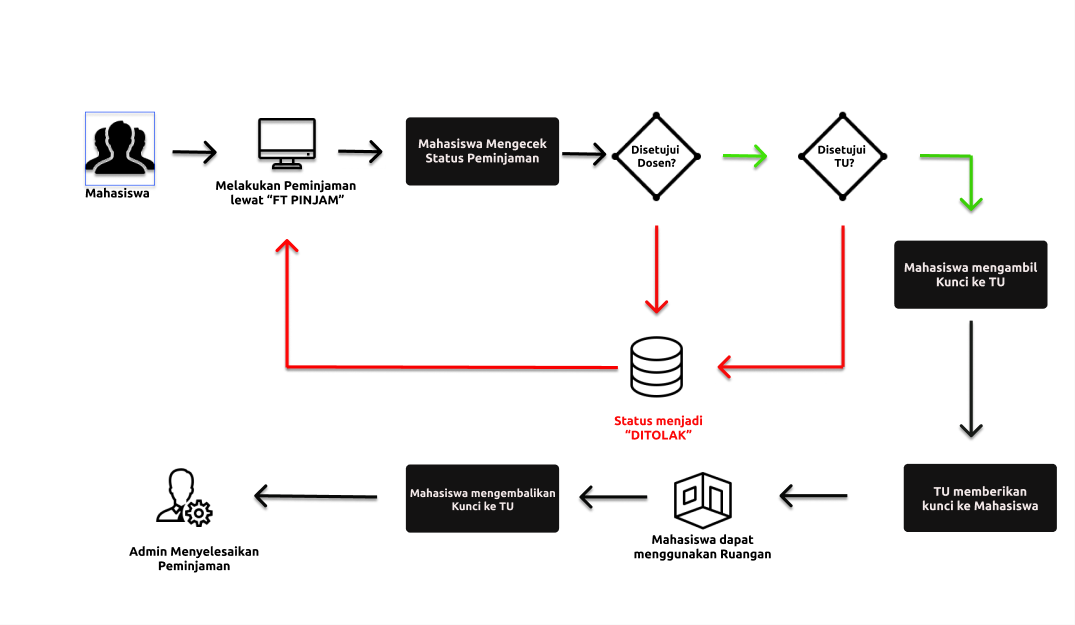 Mahasiswa
Melakukan Peminjaman
lewat “FT PINJAM”
Mahasiswa Mengecek
Status Peminjaman
Disetujui
Dosen?
Disetujui
TU?
Mahasiswa mengambil
Kunci ke TU
Status menjadi
“DITOLAK”
TU memberikan
kunci ke Mahasiswa
Mahasiswa dapat
menggunakan Ruangan
Mahasiswa mengembalikan
Kunci ke TU
Admin Menyelesaikan
Peminjaman